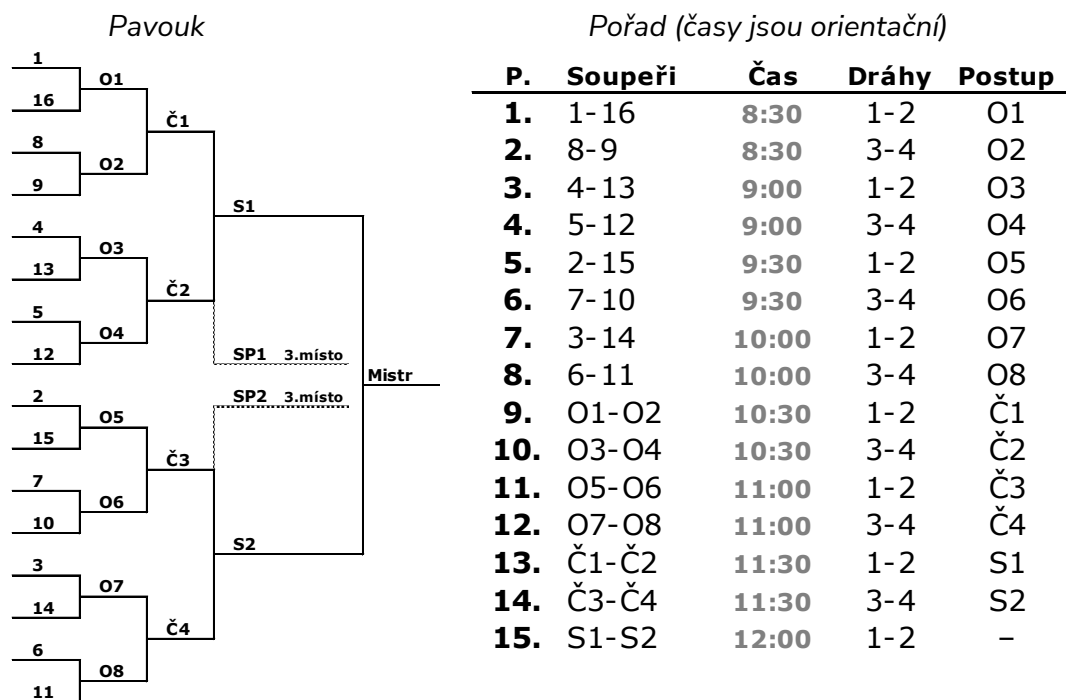 Pavouk
1
O1
16
Č1
8
O2
9
S1
4
O3
13
Č2
5
O4
12
SP1 3.místo
Mistr
2
SP2 3.místo
O5
15
Č3
7
O6
10
S2
3
O7
14
Č4
6
O8
11
Pořad (časy jsou orientační)
P. Soupeři Čas Dráhy Postup
1. 1-16 8:30 1-2 O1
2. 8-9 8:30 3-4 O2
3. 4-13 9:00 1-2 O3
4. 5-12 9:00 3-4 O4
5. 2-15 9:30 1-2 O5
6. 7-10 9:30 3-4 O6
7. 3-14 10:00 1-2 O7
8. 6-11 10:00 3-4 O8
9. O1-O2 10:30 1-2 Č1
10. O3-O4 10:30 3-4 Č2
11. O5-O6 11:00 1-2 Č3
12. O7-O8 11:00 3-4 Č4
13. Č1-Č2 11:30 1-2 S1
14. Č3-Č4 11:30 3-4 S2
15. S1-S2 12:00 1-2 –